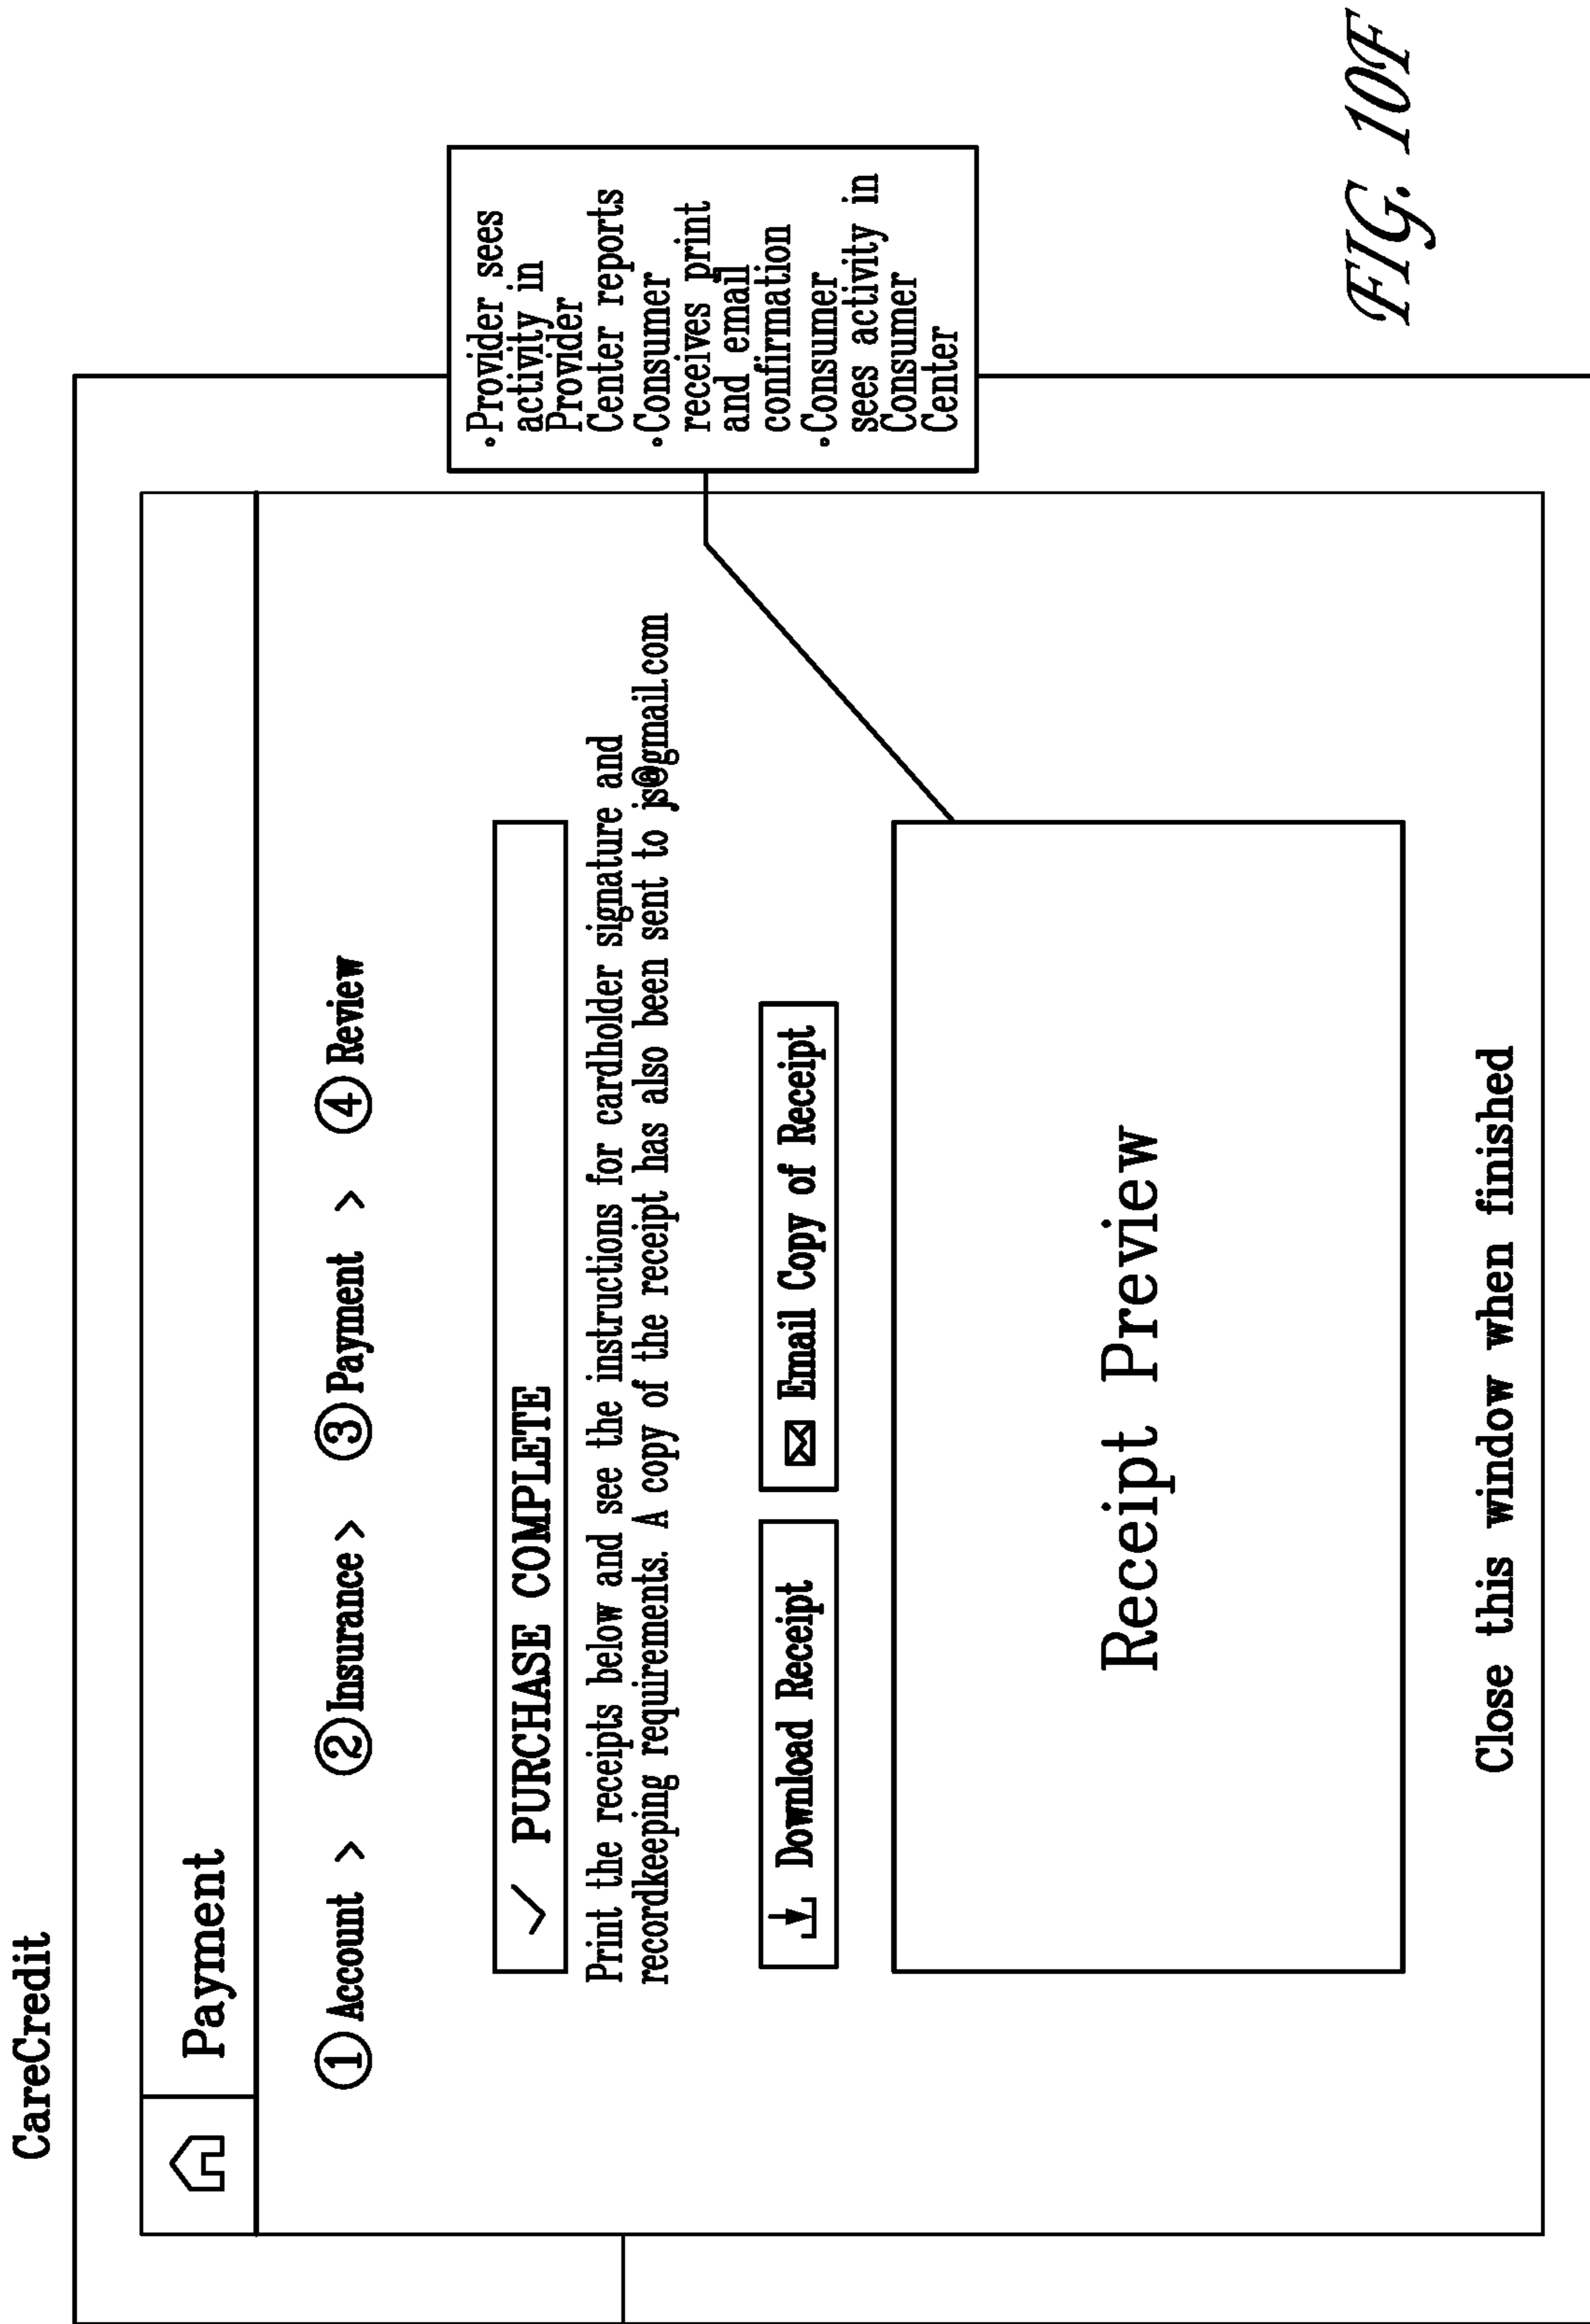 CareCredit
Payment
① Account > ② Insurance > ③ Payment > ④ Review
✓ PURCHASE COMPLETE
Print the receipts below and see the instructions for cardholder signature and
recordkeeping requirements. A copy of the receipt has also been sent to js@gmail.com
Download Receipt
Email Copy of Receipt
Receipt Preview
Close this window when finished
•Provider sees
activity in
Provider
Center reports
•Consumer
receives print
and email
confirmation
•Consumer
sees activity in
Consumer
Center
FIG. 10F